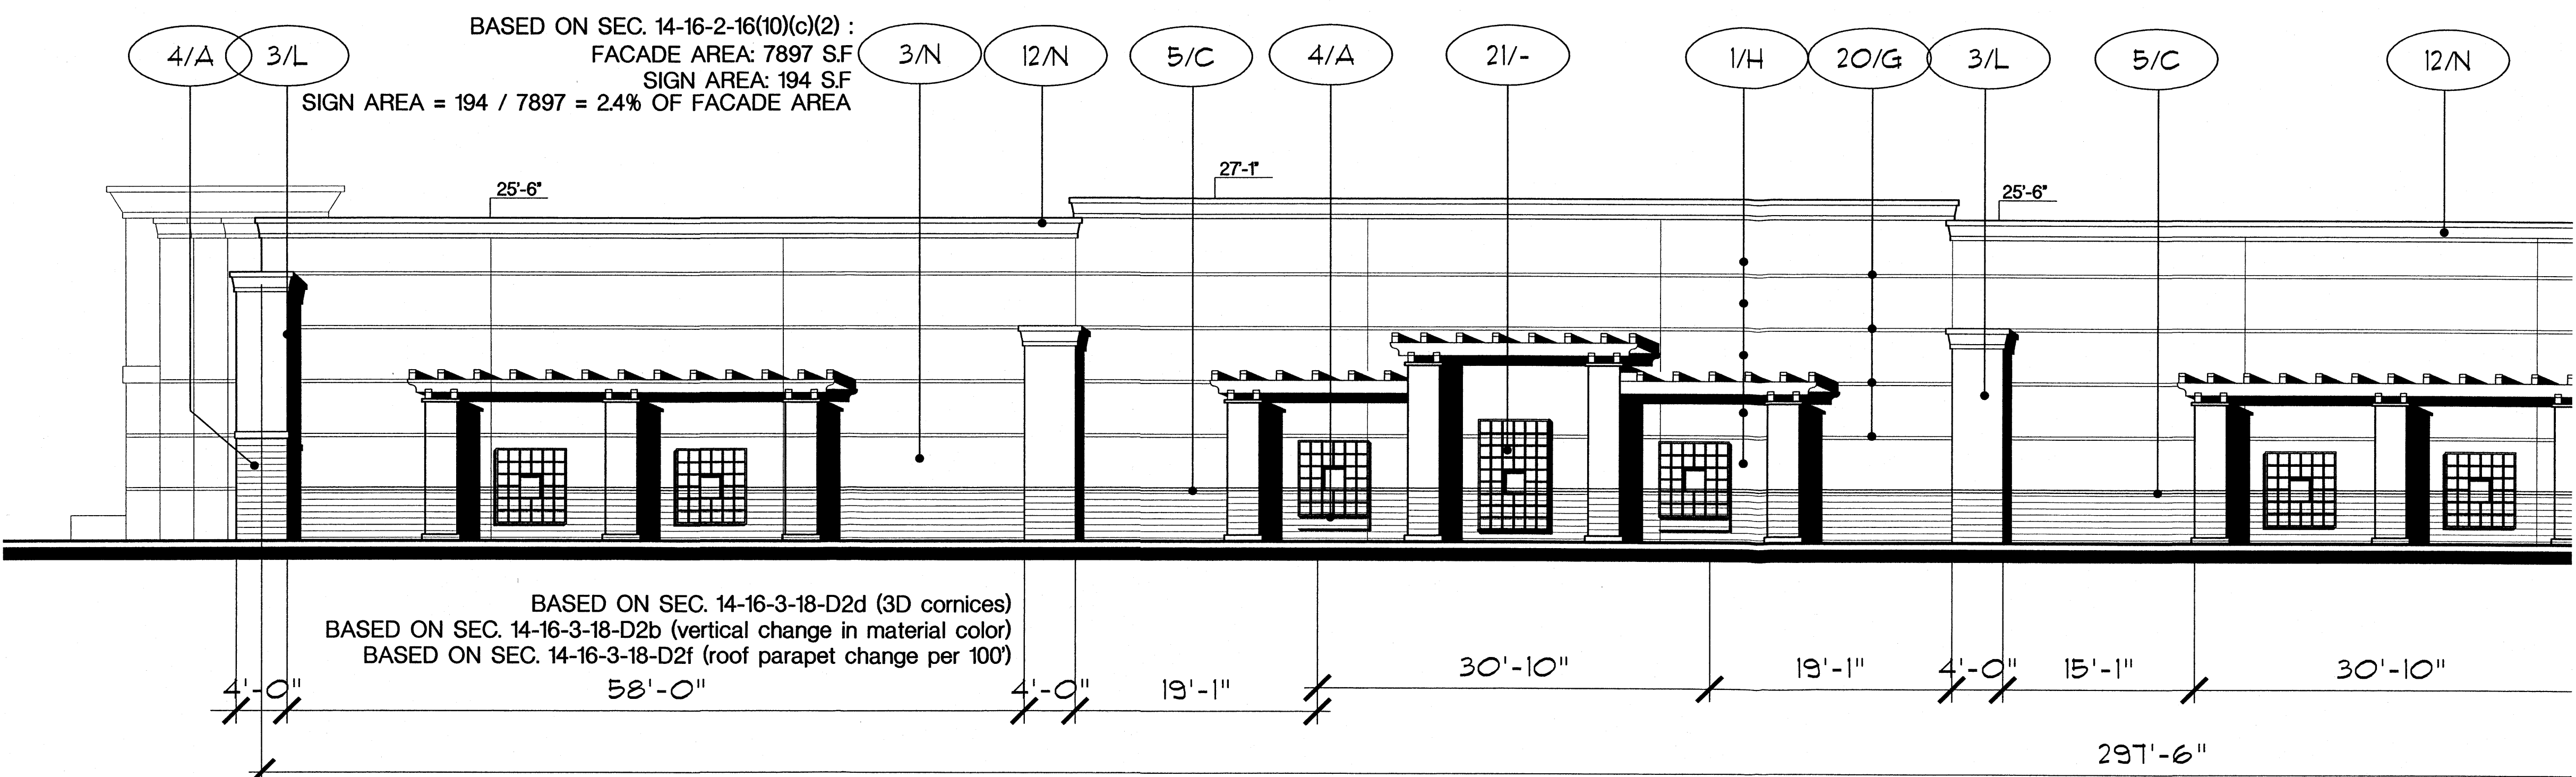 BASED ON SEC. 14-16-2-16(10)(c)(2) :
FACADE AREA: 7897 S.F
SIGN AREA: 194 S.F
SIGN AREA = 194 / 7897 = 2.4% OF FACADE AREA
4/A
3/L
3/N
12/N
5/C
4/A
21/-
1/H
20/G
3/L
5/C
12/N
25'-6"
27'-1"
25'-6"
BASED ON SEC. 14-16-3-18-D2d (3D cornices)
BASED ON SEC. 14-16-3-18-D2b (vertical change in material color)
BASED ON SEC. 14-16-3-18-D2f (roof parapet change per 100')
4'-0"
58'-0"
4'-0"
19'-1"
30'-10"
19'-1"
4'-0"
15'-1"
30'-10"
297'-6"